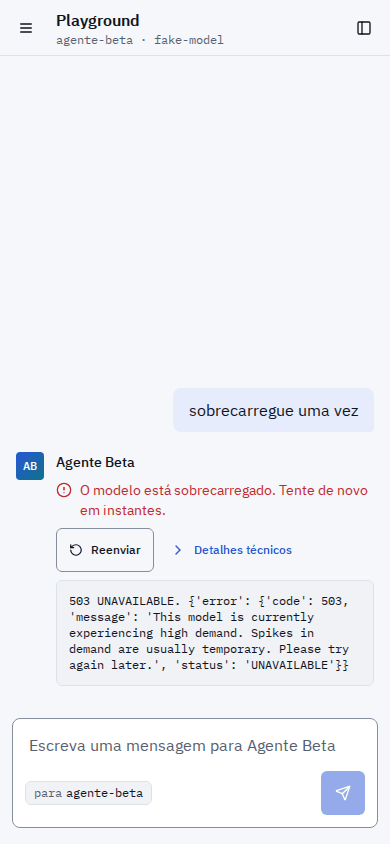 Playground
agente-beta · fake-model
sobrecarregue uma vez
AB
Agente Beta
O modelo está sobrecarregado. Tente de novo
em instantes.
Reenviar
Detalhes técnicos
503 UNAVAILABLE. {'error': {'code': 503,
'message': 'This model is currently
experiencing high demand. Spikes in
demand are usually temporary. Please try
again later.', 'status': 'UNAVAILABLE'}}
Escreva uma mensagem para Agente Beta
para agente-beta